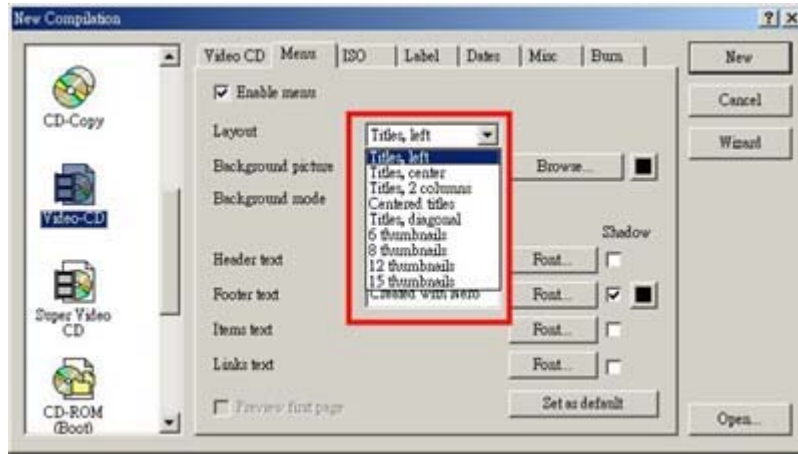 New Compilation
CD-Copy
Video-CD
Super Video
CD
CD-ROM
(Boot)
Video CD Menu ISO Label Dates Misc Burn
Enable menu
Layout
Titles, left
Titles, left
Titles, center
Titles, 2 columns
Centered titles
Titles, diagonal
6 thumbnails
8 thumbnails
12 thumbnails
15 thumbnails
Background picture
Browse...
Background mode
Shadow
Header text
Font...
Footer text
Created with Nero
Font...
Items text
Font...
Links text
Font...
Preview first page
Set as default
New
Cancel
Wizard
Open...